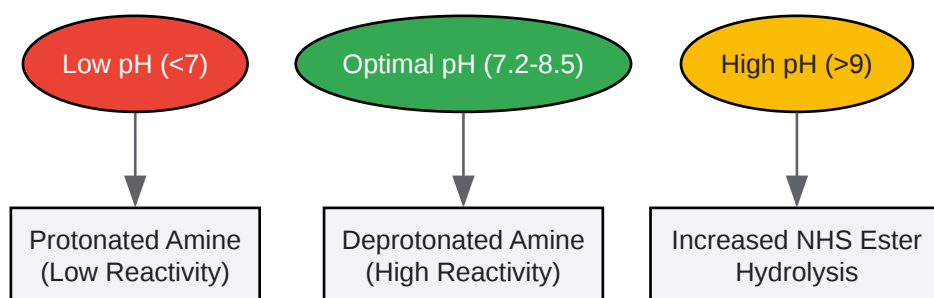 Low pH (<7)
Optimal pH (7.2-8.5)
High pH (>9)
Protonated Amine
(Low Reactivity)
Deprotonated Amine
(High Reactivity)
Increased NHS Ester
Hydrolysis